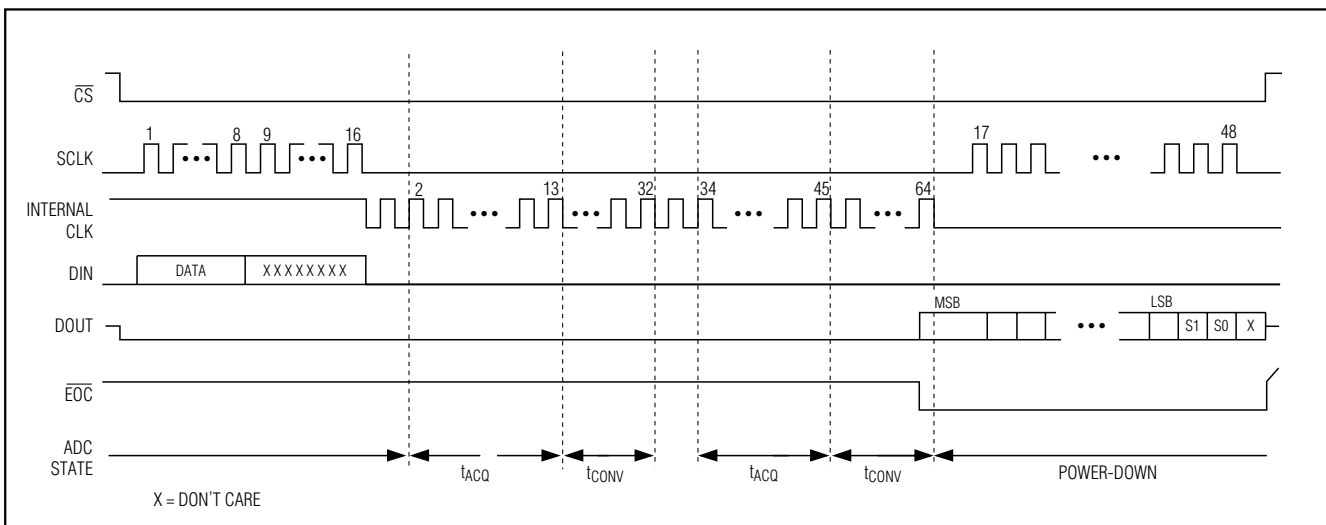 CS
1 8 9 16 17 48
SCLK •••  •••  •••
2 13 32 34 45 64
INTERNAL CLK ••• ••• ••• •••
DIN DATA X X X X X X X X
MSB LSB
DOUT ••• S1 S0 X
EOC
ADC STATE tACQ tCONV tACQ tCONV POWER-DOWN
X = DON'T CARE